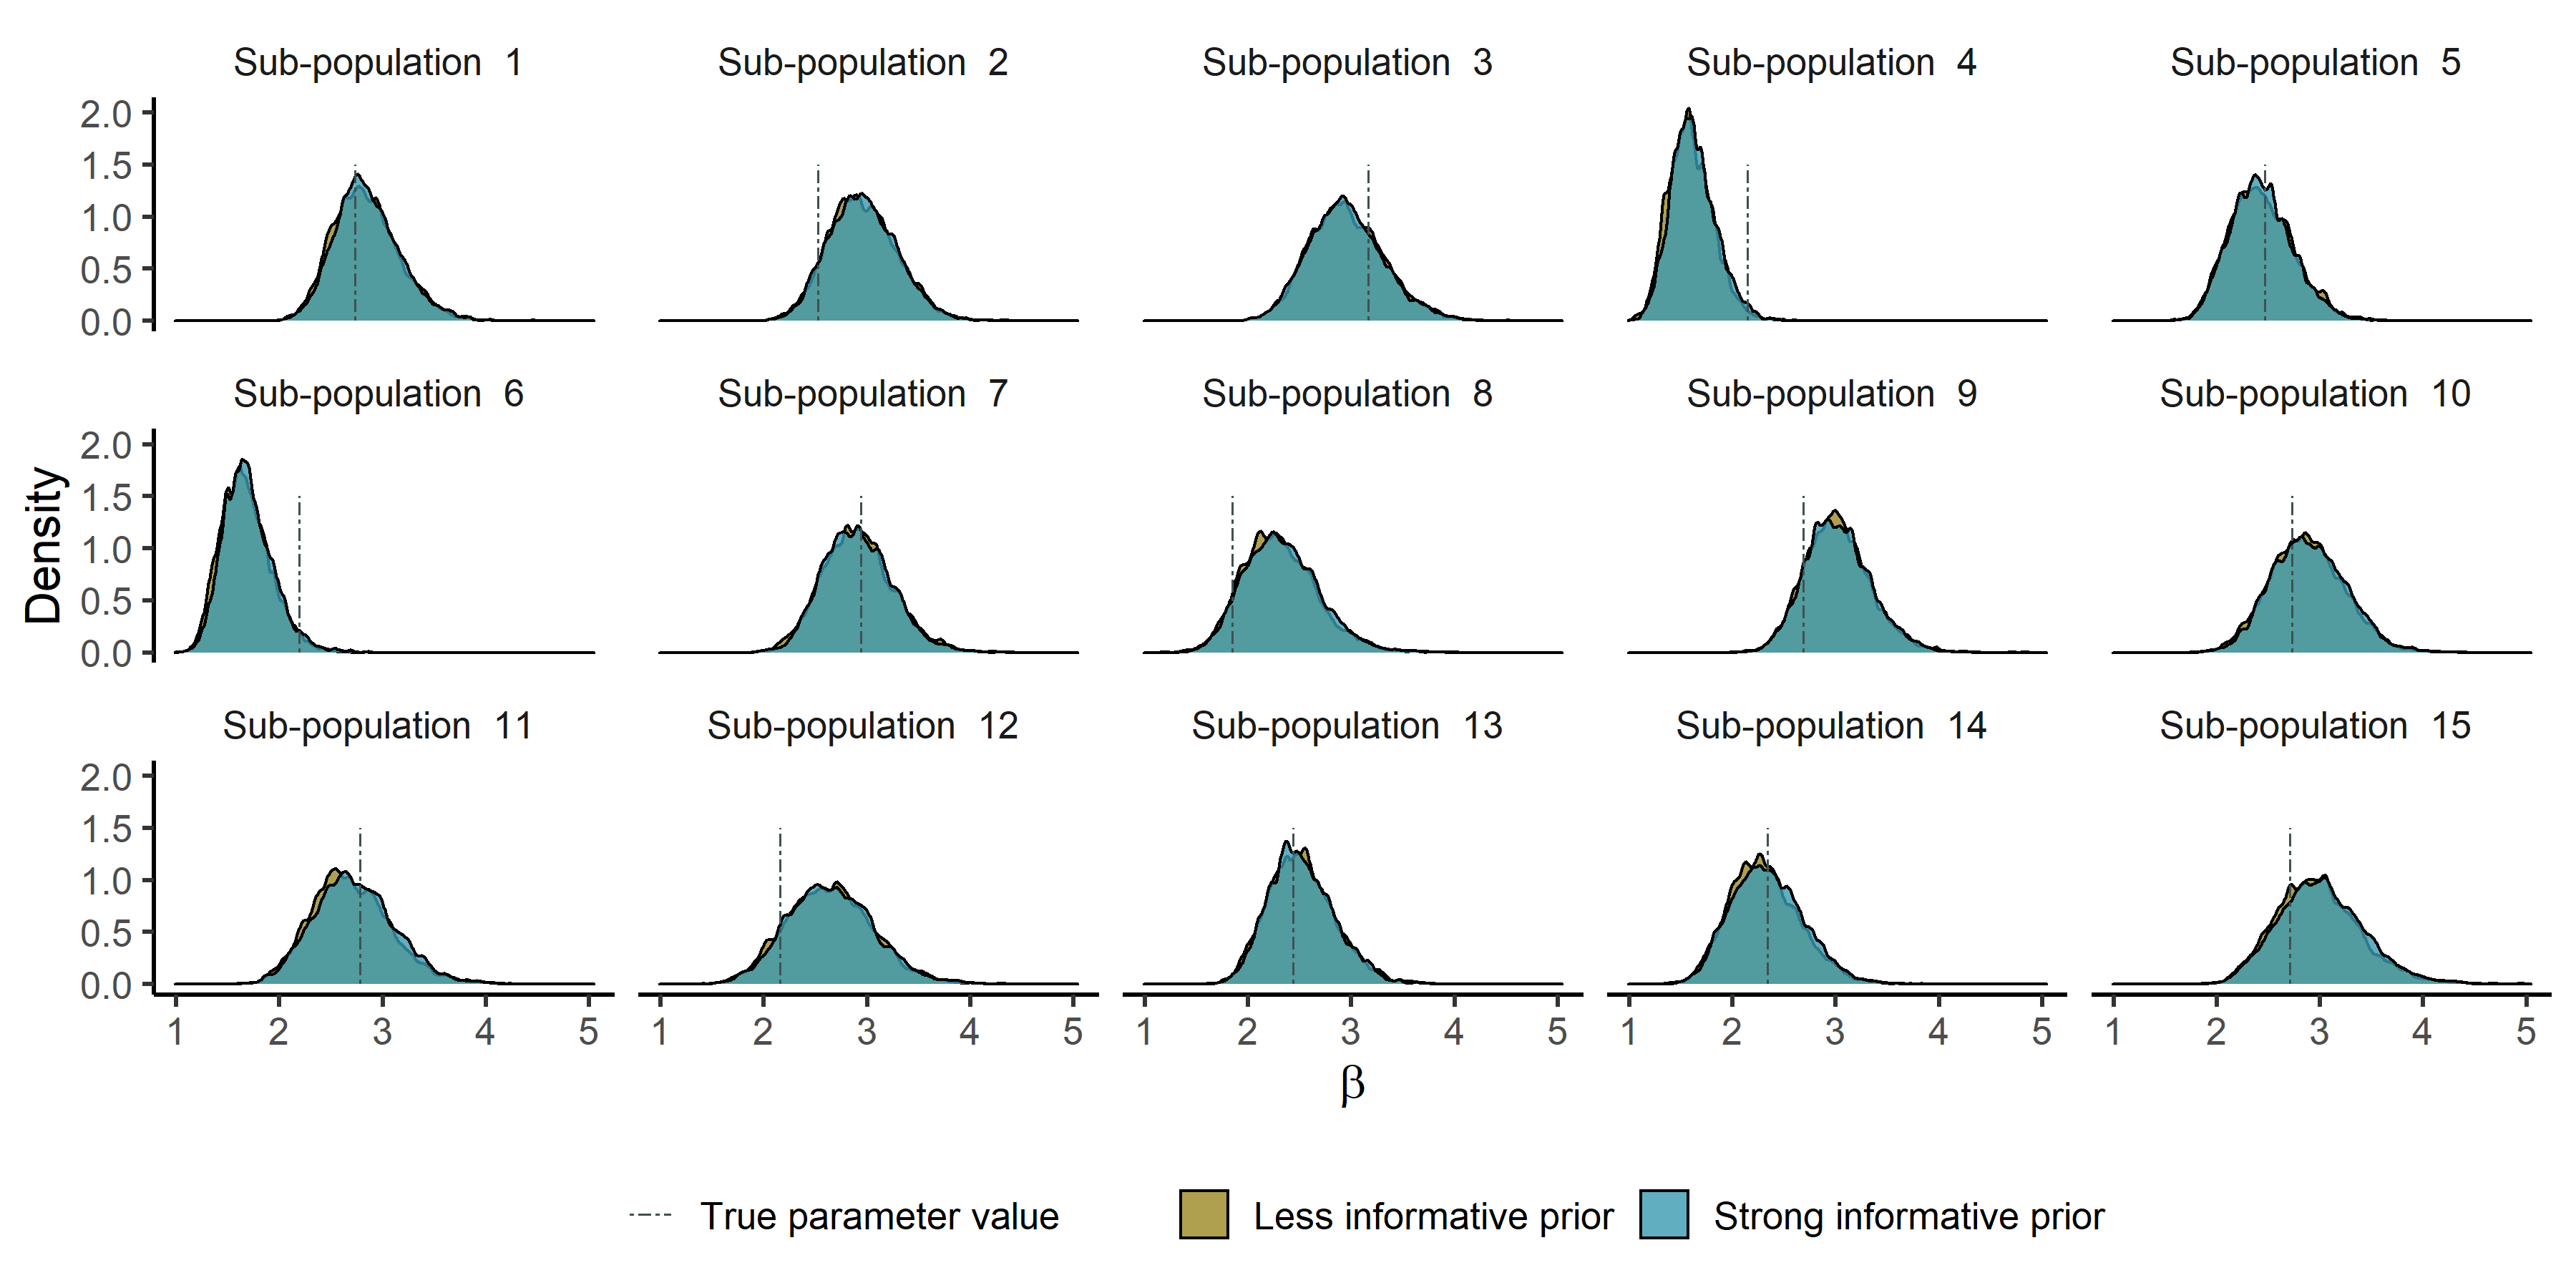 Sub-population 1 Sub-population 2 Sub-population 3 Sub-population 4 Sub-population 5
2.0
1.5
1.0
0.5
0.0
Sub-population 6 Sub-population 7 Sub-population 8 Sub-population 9 Sub-population 10
2.0
1.5
1.0
0.5
0.0
Density
Sub-population 11 Sub-population 12 Sub-population 13 Sub-population 14 Sub-population 15
2.0
1.5
1.0
0.5
0.0
1 2 3 4 5 1 2 3 4 5 1 2 3 4 5 1 2 3 4 5 1 2 3 4 5
β
True parameter value Less informative prior Strong informative prior